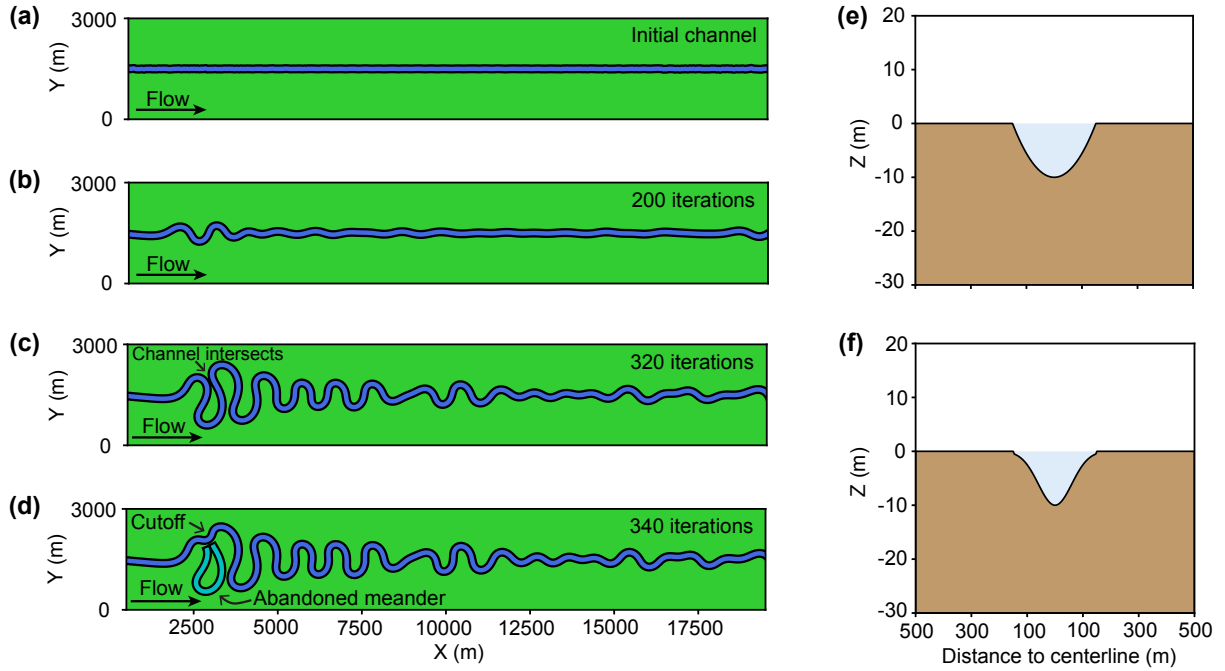 (a)
3000
Y (m)
0
Initial channel
Flow
(b)
3000
Y (m)
0
200 iterations
Flow
(c)
3000
Y (m)
0
Channel intersects
320 iterations
Flow
(d)
3000
Y (m)
0
Cutoff
340 iterations
Flow
Abandoned meander
2500 5000 7500 10000 12500 15000 17500
X (m)
(e)
20
10
0
-10
-20
-30
Z (m)
(f)
20
10
0
-10
-20
-30
Z (m)
500 300 100 100 300 500
Distance to centerline (m)